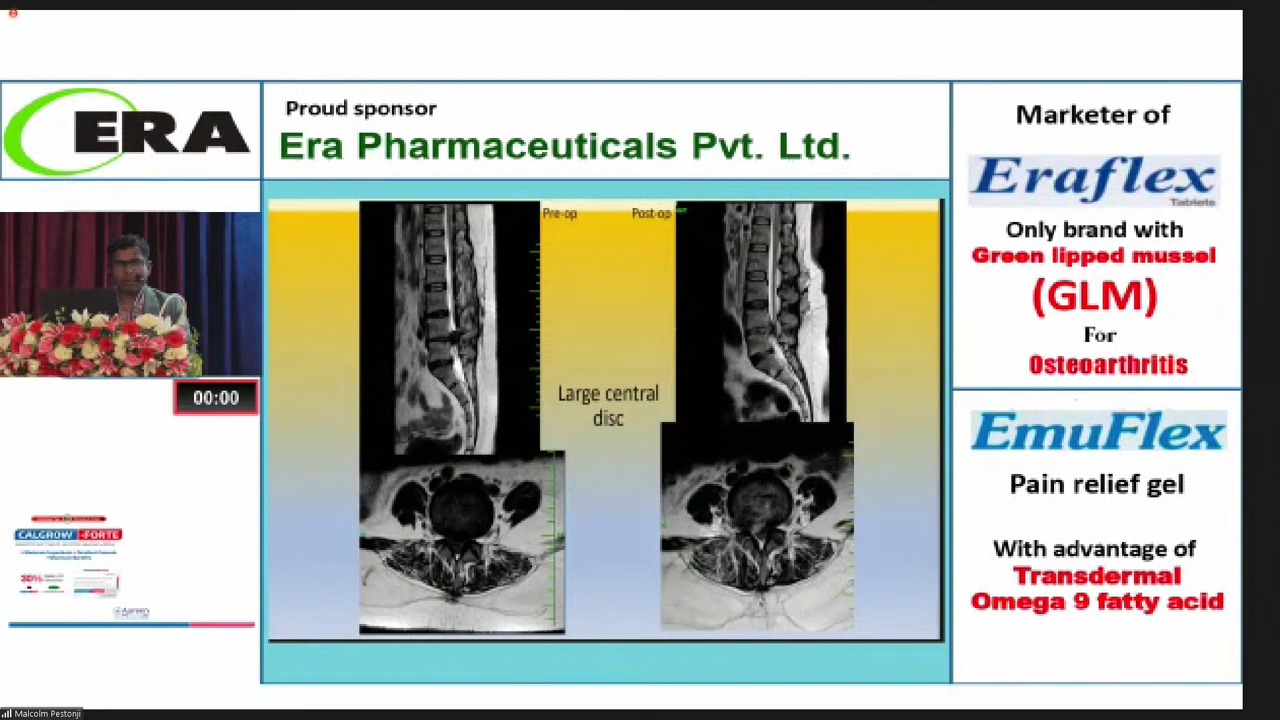 ERA
Proud sponsor
Era Pharmaceuticals Pvt. Ltd.
Marketer of
Eraflex
Tablets
Only brand with
Green lipped mussel
(GLM)
For
Osteoarthritis
EmuFlex
Pain relief gel
With advantage of
Transdermal
Omega 9 fatty acid
Pre-op
Post-op
Large central
disc
00:00
CALGROW-FORTE
30%
Malcolm Pestonji